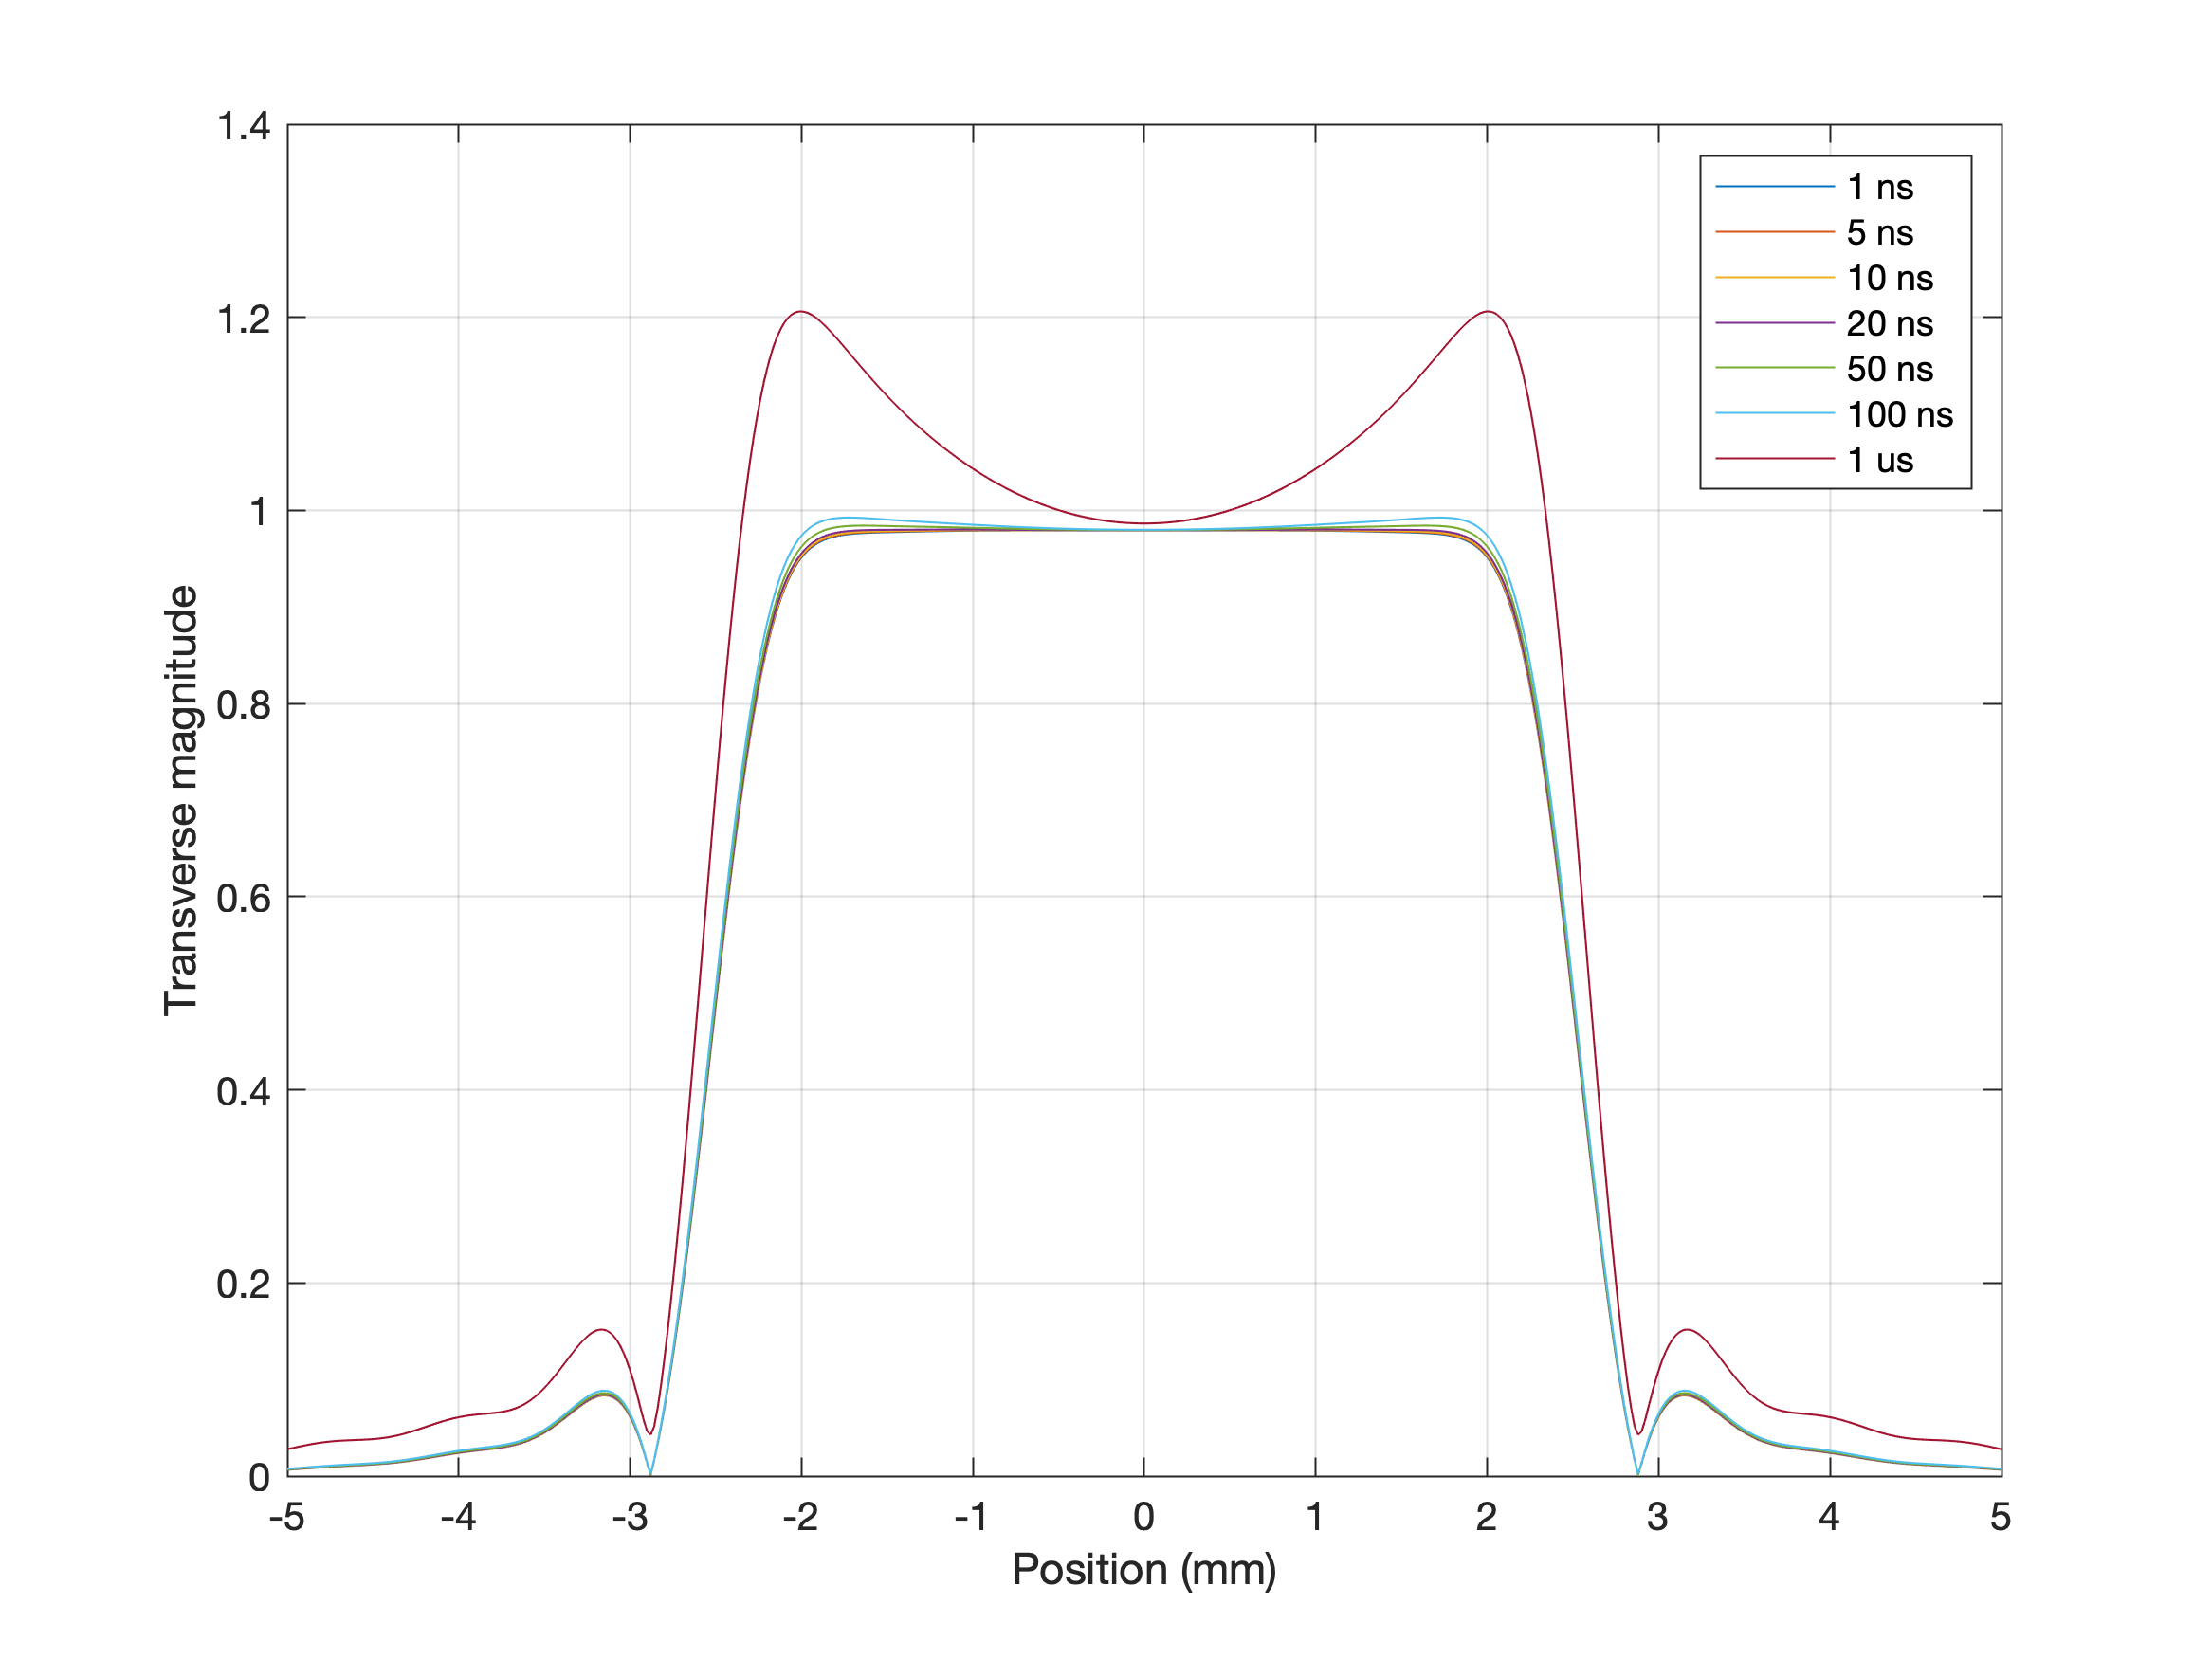 1.4
1.2
1
0.8
0.6
0.4
0.2
0
Transverse magnitude
1 ns
5 ns
10 ns
20 ns
50 ns
100 ns
1 us
-5 -4 -3 -2 -1 0 1 2 3 4 5
Position (mm)